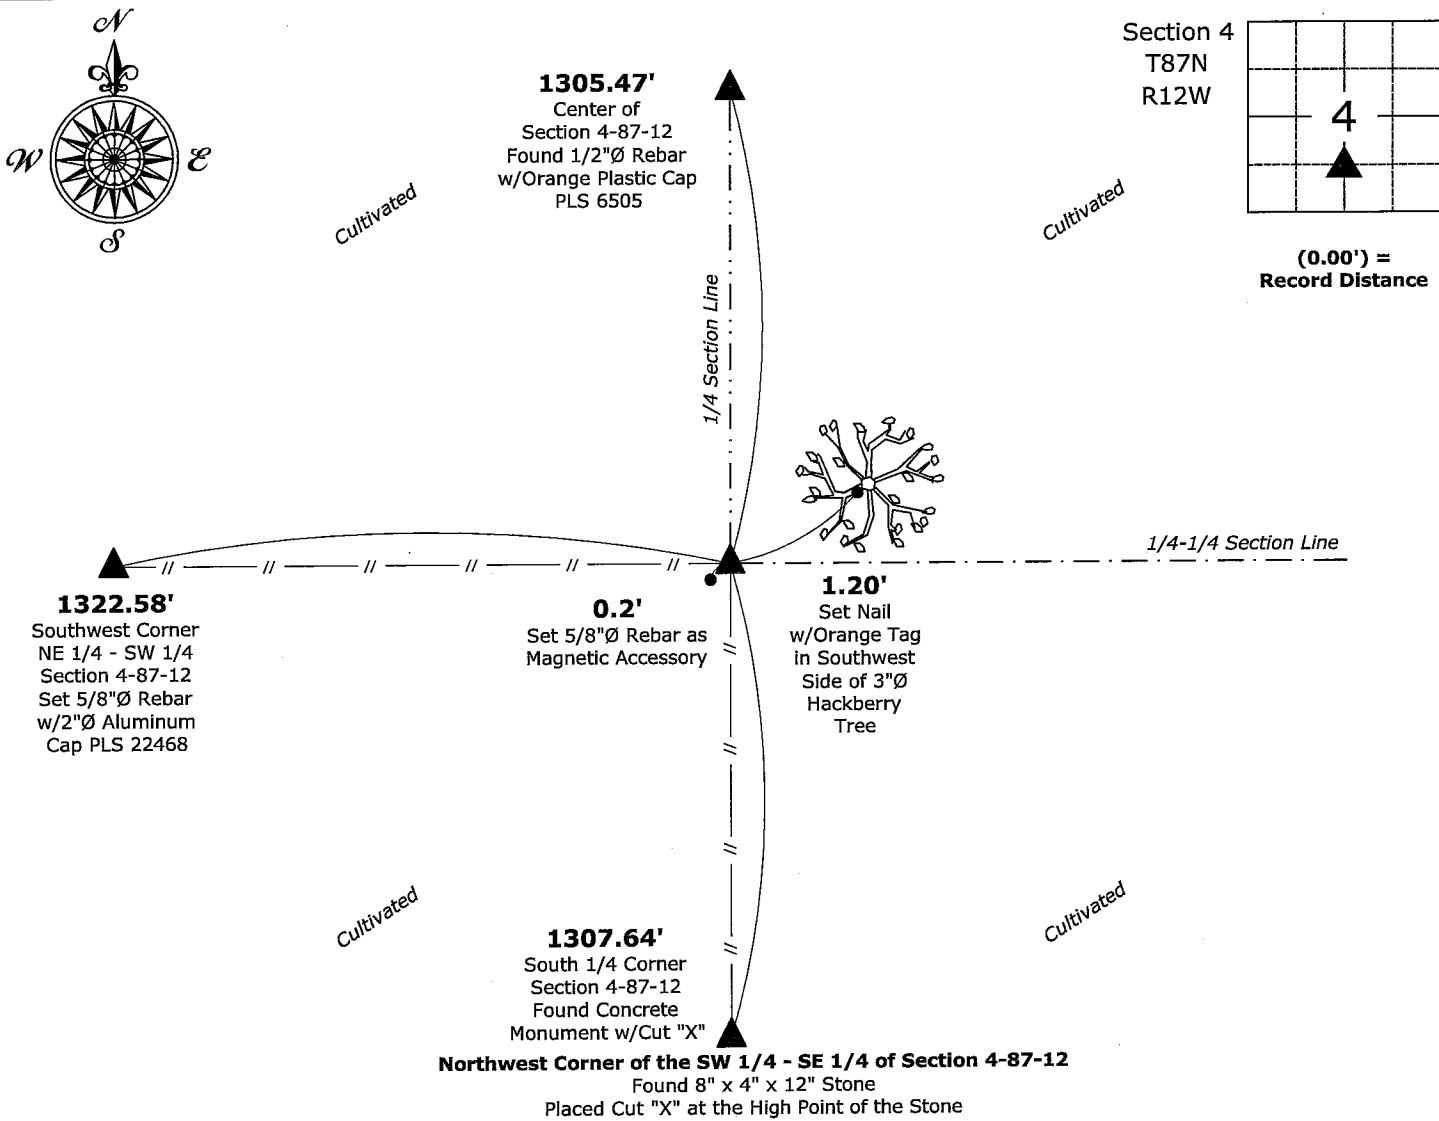 N
W
E
S
1305.47'
Center of
Section 4-87-12
Found 1/2"Ø Rebar
w/Orange Plastic Cap
PLS 6505
Section 4
T87N
R12W
4
(0.00') =
Record Distance
Cultivated
Cultivated
1/4 Section Line
1/4-1/4 Section Line
1322.58'
Southwest Corner
NE 1/4 - SW 1/4
Section 4-87-12
Set 5/8"Ø Rebar
w/2"Ø Aluminum
Cap PLS 22468
0.2'
Set 5/8"Ø Rebar as
Magnetic Accessory
1.20'
Set Nail
w/Orange Tag
in Southwest
Side of 3"Ø
Hackberry
Tree
Cultivated
Cultivated
1307.64'
South 1/4 Corner
Section 4-87-12
Found Concrete
Monument w/Cut "X"
Northwest Corner of the SW 1/4 - SE 1/4 of Section 4-87-12
Found 8" x 4" x 12" Stone
Placed Cut "X" at the High Point of the Stone